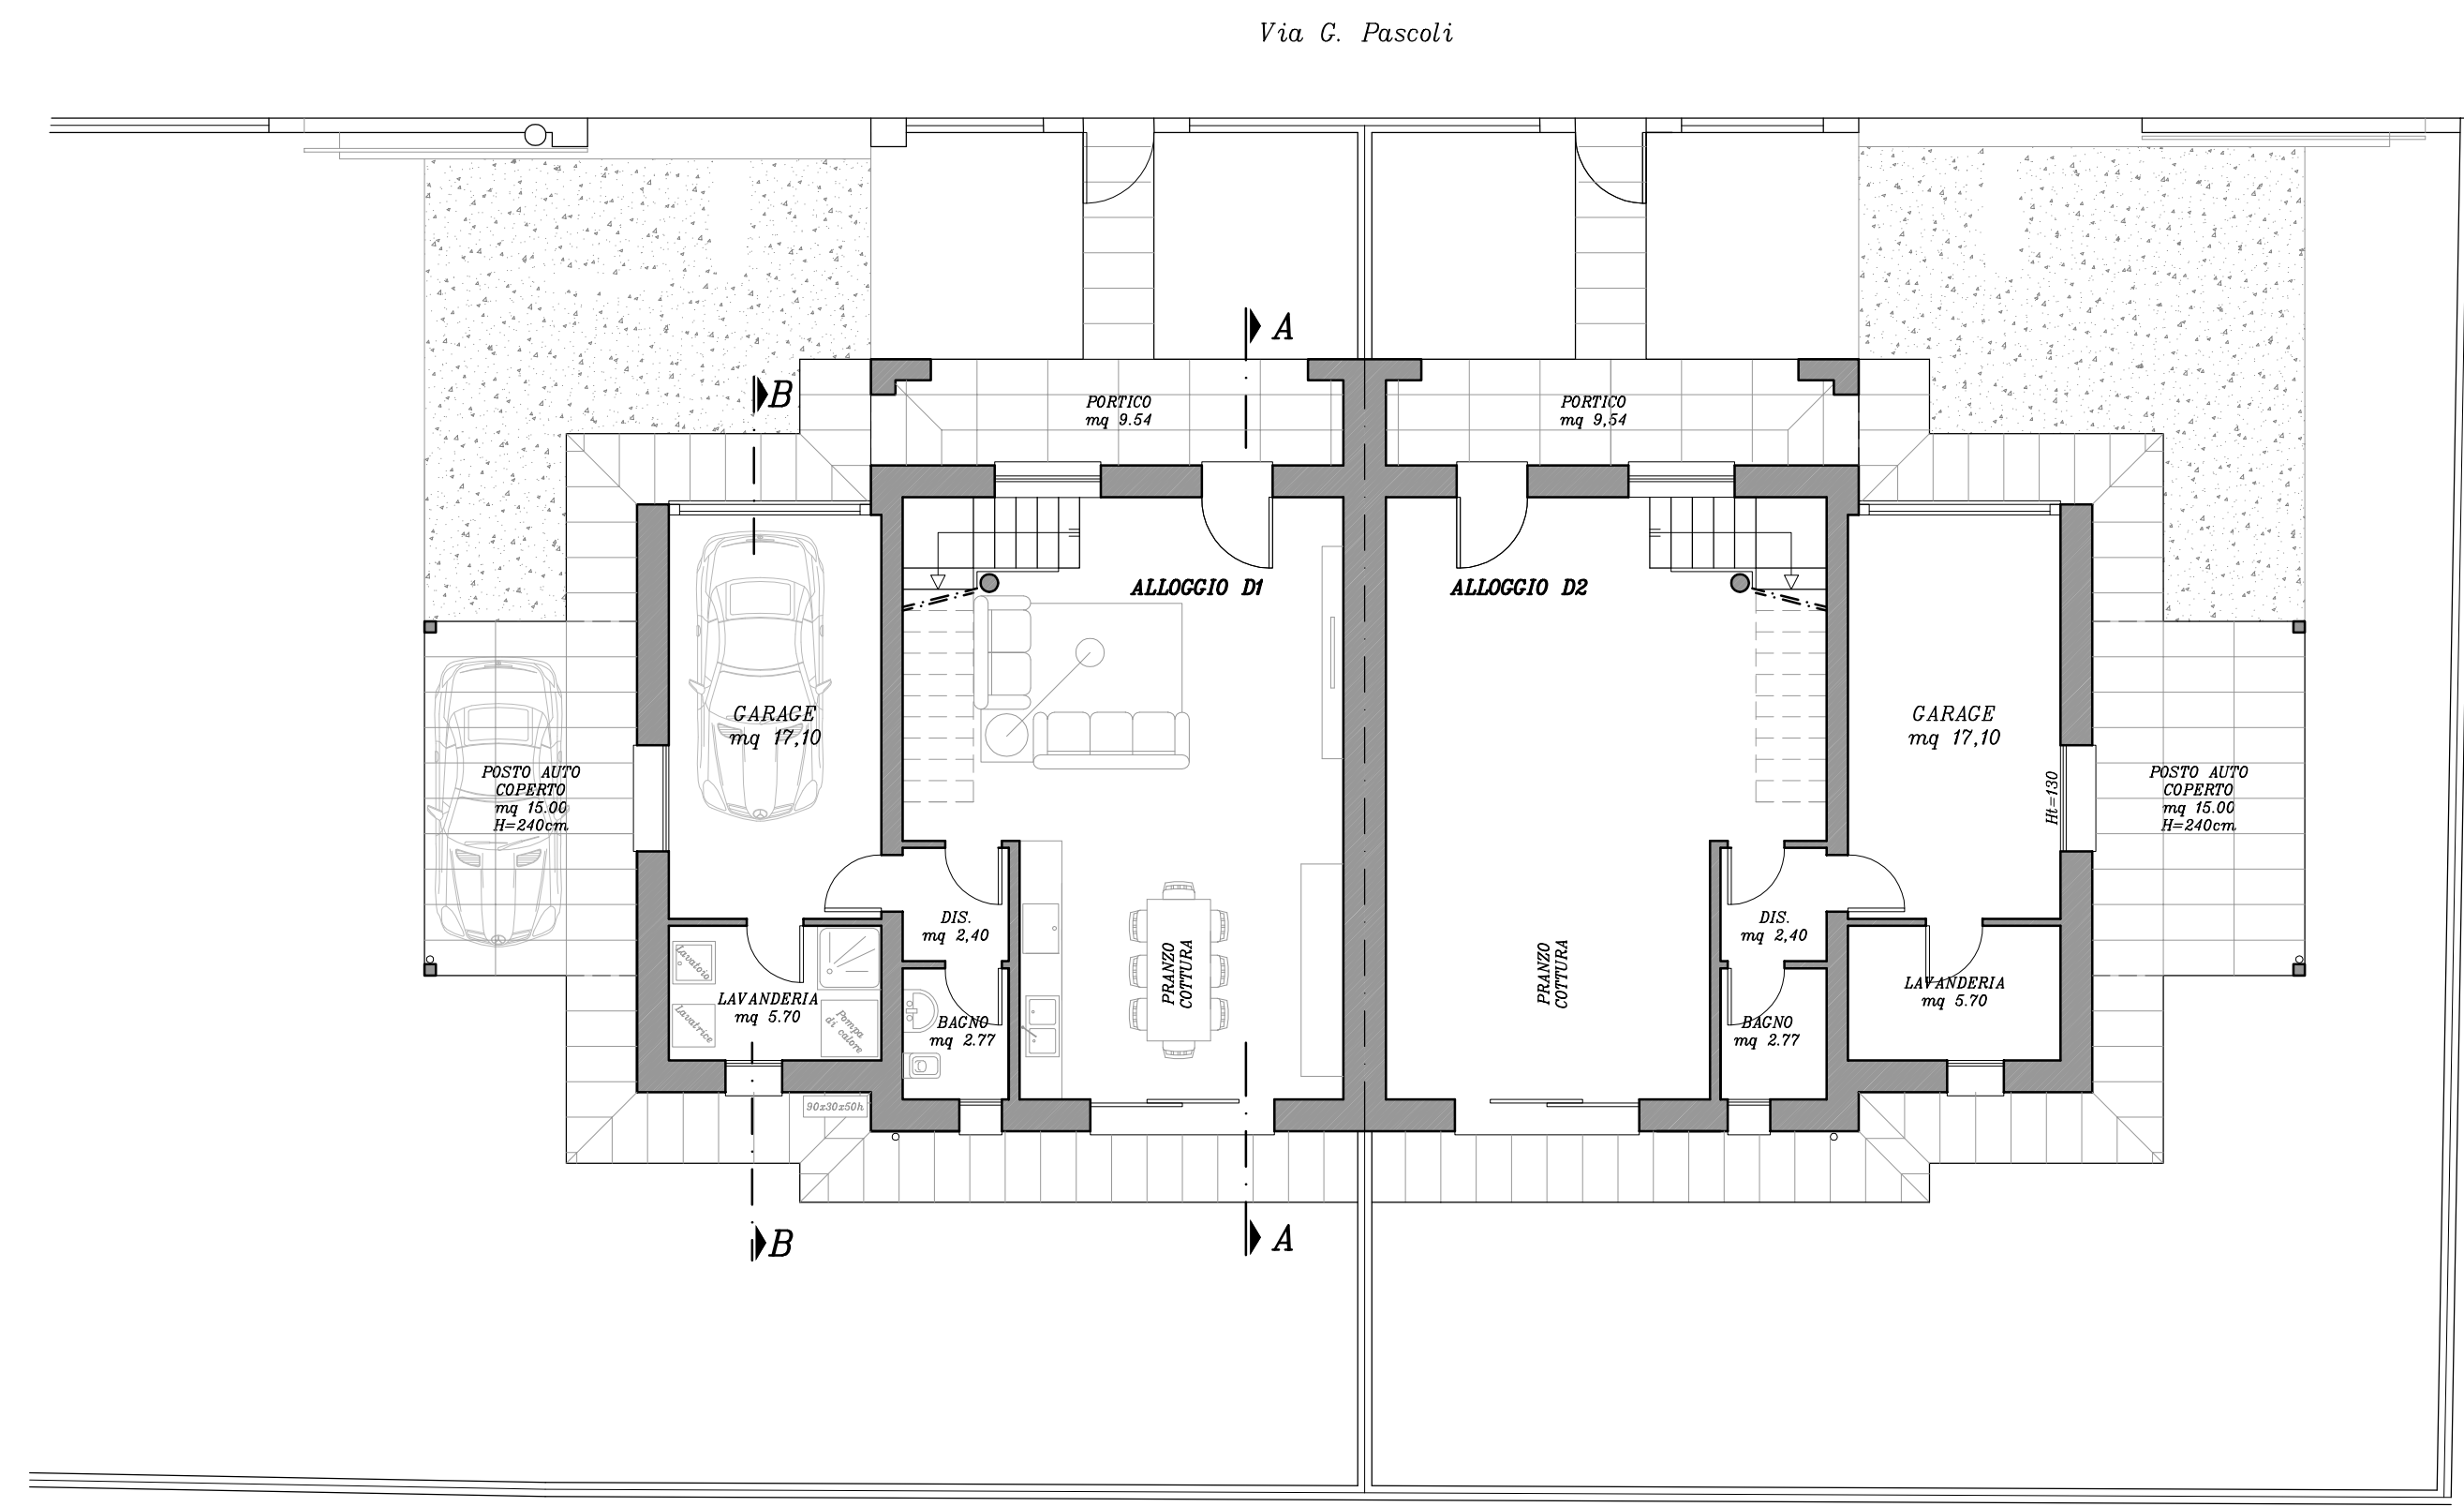 Via G. Pascoli
A
B
PORTICO
mq 9.54
PORTICO
mq 9,54
ALLOGGIO D1
ALLOGGIO D2
GARAGE
mq 17,10
GARAGE
mq 17,10
POSTO AUTO
COPERTO
mq 15.00
H=240cm
Ht=130
POSTO AUTO
COPERTO
mq 15.00
H=240cm
DIS.
mq 2,40
DIS.
mq 2,40
PRANZO
COTTURA
PRANZO
COTTURA
Lavatoio
LAVANDERIA
mq 5.70
Lavatrice
Pompa
di calore
BAGNO
mq 2.77
BAGNO
mq 2.77
LAVANDERIA
mq 5.70
90x30x50h
B
A